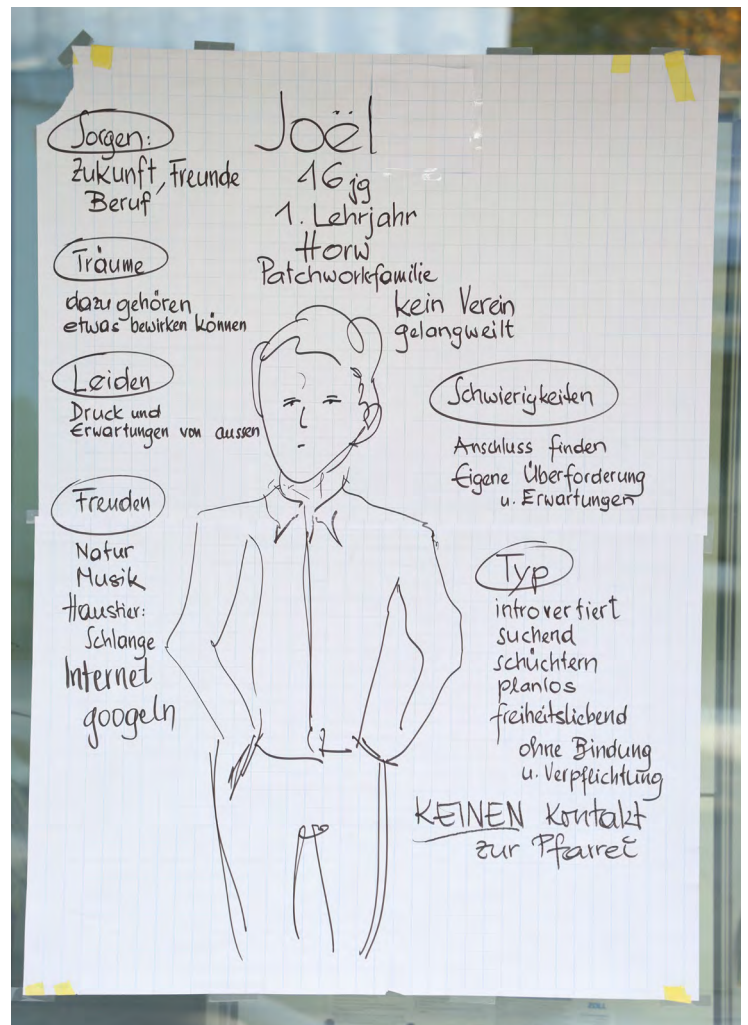 Joël
16 jg
1. Lehrjahr
Horw
Patchworkfamilie
kein Verein
gelangweilt
Sorgen:
Zukunft, Freunde
Beruf
Träume
dazu gehören
etwas bewirken können
Leiden
Druck und
Erwartungen von aussen
Freuden
Natur
Musik
Haustier:
Schlange
Internet
googeln
Schwierigkeiten
Anschluss finden
Eigene Überforderung
u. Erwartungen
Typ
introvertiert
suchend
schüchtern
planlos
freiheitsliebend
ohne Bindung
u. Verpflichtung
KEINEN Kontakt
zur Pfarrei